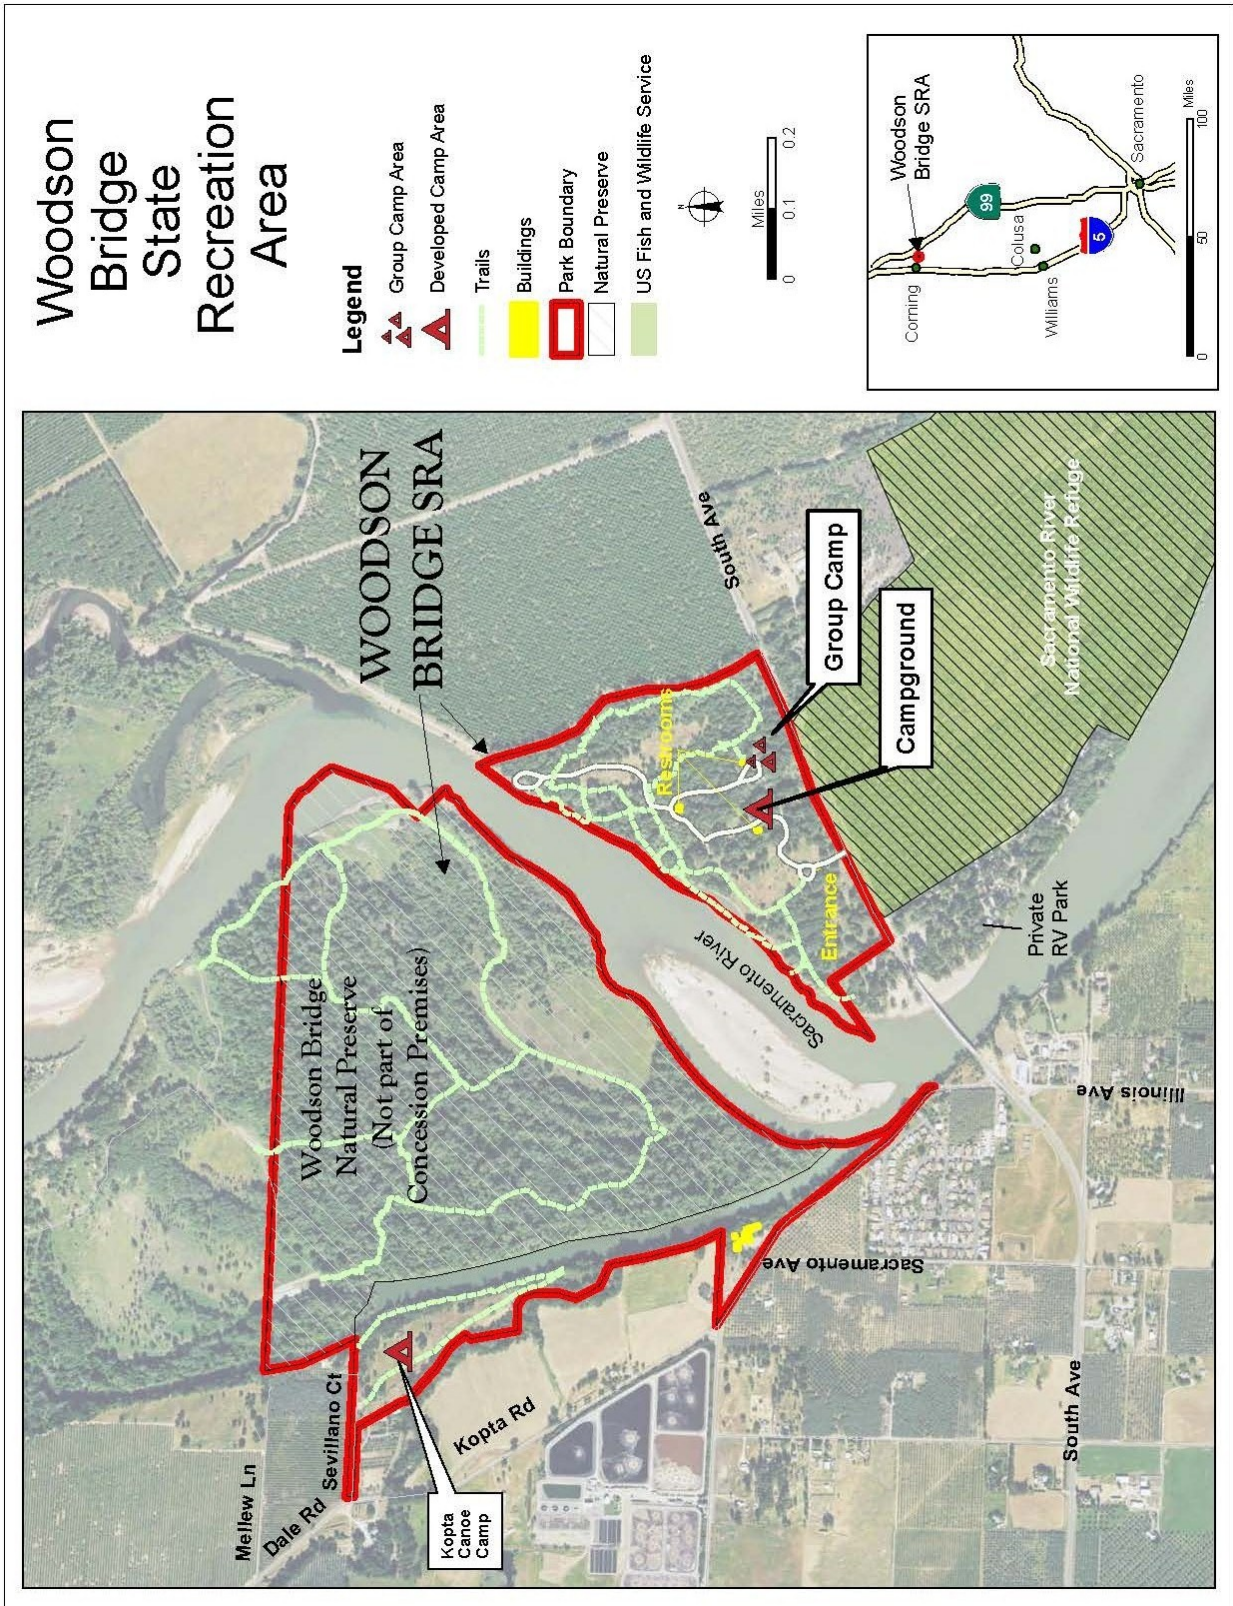 Woodson
Bridge
State
Recreation
Area
Legend
Group Camp Area
Developed Camp Area
Trails
Buildings
Park Boundary
Natural Preserve
US Fish and Wildlife Service
N
Miles
0 0.1 0.2
Woodson
Bridge SRA
Corning
99
Colusa
5
Williams
Sacramento
Miles
0 50 100
WOODSON
BRIDGE SRA
Woodson Bridge
Natural Preserve
(Not part of
Concession Premises)
Mellew Ln
Dale Rd
Sevillano Ct
Kopta Rd
Kopta
Canoe
Camp
Sacramento River
Restrooms
Entrance
South Ave
Group Camp
Campground
Sacramento River
National Wildlife Refuge
Private
RV Park
Illinois Ave
Sacramento Ave
South Ave